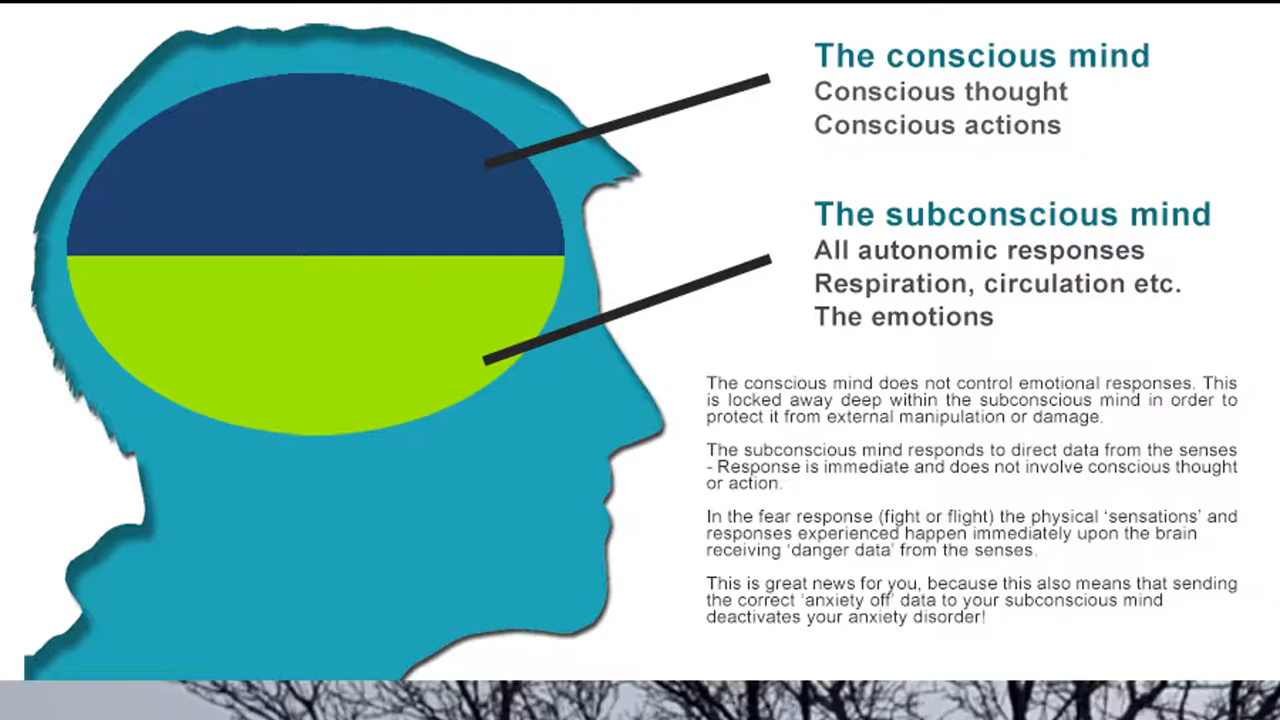 The conscious mind
Conscious thought
Conscious actions
The subconscious mind
All autonomic responses
Respiration, circulation etc.
The emotions
The conscious mind does not control emotional responses. This
is locked away deep within the subconscious mind in order to
protect it from external manipulation or damage.
The subconscious mind responds to direct data from the senses
- Response is immediate and does not involve conscious thought
or action.
In the fear response (fight or flight) the physical ‘sensations’ and
responses experienced happen immediately upon the brain
receiving ‘danger data’ from the senses.
This is great news for you, because this also means that sending
the correct ‘anxiety off’ data to your subconscious mind
deactivates your anxiety disorder!